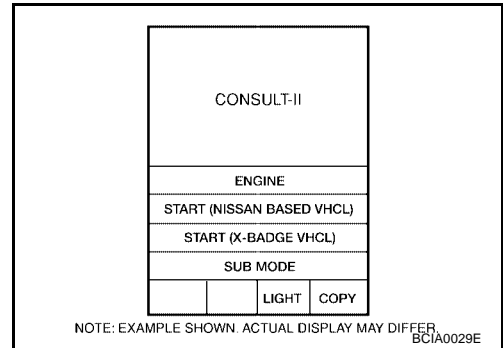 CONSULT-II
ENGINE
START (NISSAN BASED VHCL)
START (X-BADGE VHCL)
SUB MODE
LIGHT COPY
NOTE: EXAMPLE SHOWN. ACTUAL DISPLAY MAY DIFFER.
BCIA0029E